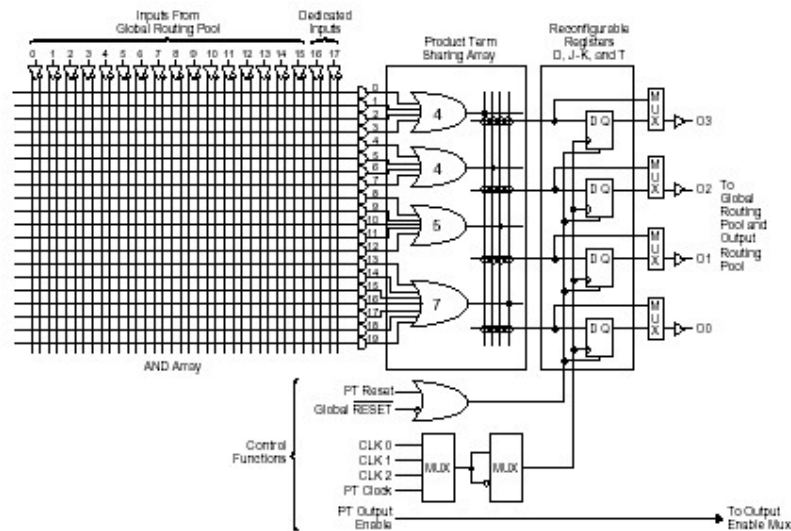 Inputs From
Global Routing Pool
Dedicated
Inputs
0 1 2 3 4 5 6 7 8 9 10 11 12 13 14 15 16 17
Product Term
Sharing Array
Reconfigurable
Registers
D, J-K, and T
0
1
2
3
4
5
6
7
8
9
10
11
12
13
14
15
16
17
18
19
4
4
5
7
D Q
D Q
D Q
D Q
MUX
MUX
MUX
MUX
O3
O2
O1
O0
To
Global
Routing
Pool and
Output
Routing
Pool
AND Array
Control
Functions
PT Reset
Global RESET
CLK 0
CLK 1
CLK 2
PT Clock
MUX
MUX
PT Output
Enable
To Output
Enable Mux